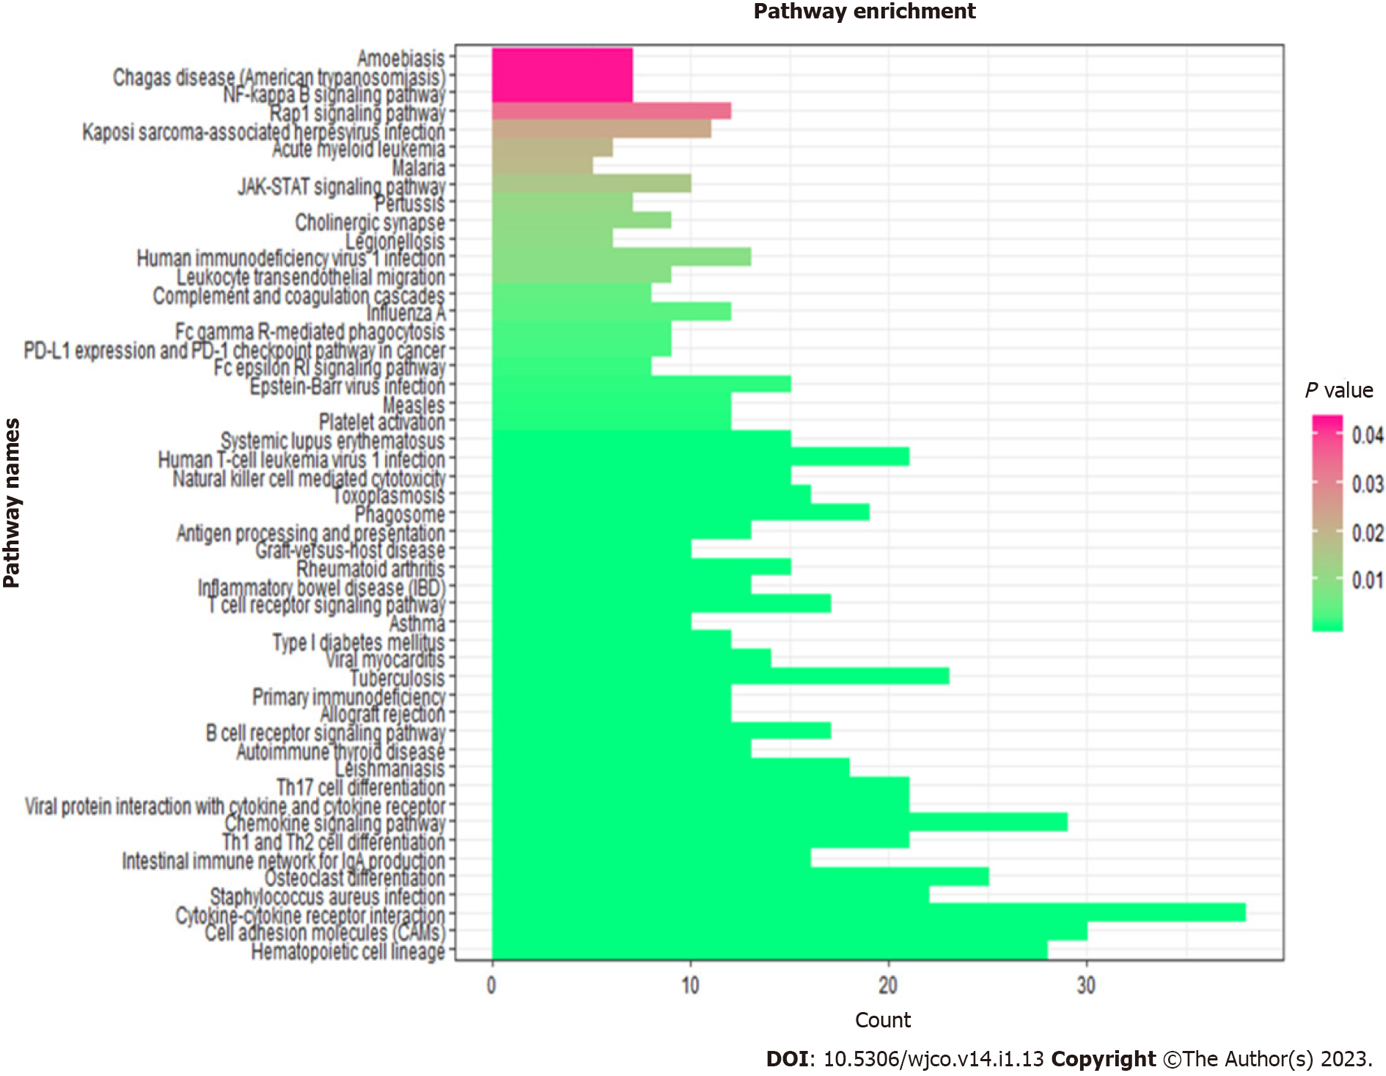 Pathway enrichment
Pathway names
Amoebiasis
Chagas disease (American trypanosomiasis)
NF-kappa B signaling pathway
Rap1 signaling pathway
Kaposi sarcoma-associated herpesvirus infection
Acute myeloid leukemia
Malaria
JAK-STAT signaling pathway
Pertussis
Cholinergic synapse
Legionellosis
Human immunodeficiency virus 1 infection
Leukocyte transendothelial migration
Complement and coagulation cascades
Influenza A
Fc gamma R-mediated phagocytosis
PD-L1 expression and PD-1 checkpoint pathway in cancer
Fc epsilon RI signaling pathway
Epstein-Barr virus infection
Measles
Platelet activation
Systemic lupus erythematosus
Human T-cell leukemia virus 1 infection
Natural killer cell mediated cytotoxicity
Toxoplasmosis
Phagosome
Antigen processing and presentation
Graft-versus-host disease
Rheumatoid arthritis
Inflammatory bowel disease (IBD)
T cell receptor signaling pathway
Asthma
Type I diabetes mellitus
Viral myocarditis
Tuberculosis
Primary immunodeficiency
Allograft rejection
B cell receptor signaling pathway
Autoimmune thyroid disease
Leishmaniasis
Th17 cell differentiation
Viral protein interaction with cytokine and cytokine receptor
Chemokine signaling pathway
Th1 and Th2 cell differentiation
Intestinal immune network for IgA production
Osteoclast differentiation
Staphylococcus aureus infection
Cytokine-cytokine receptor interaction
Cell adhesion molecules (CAMs)
Hematopoietic cell lineage
0 10 20 30
Count
P value
0.04
0.03
0.02
0.01
DOI: 10.5306/wjco.v14.i1.13 Copyright ©The Author(s) 2023.